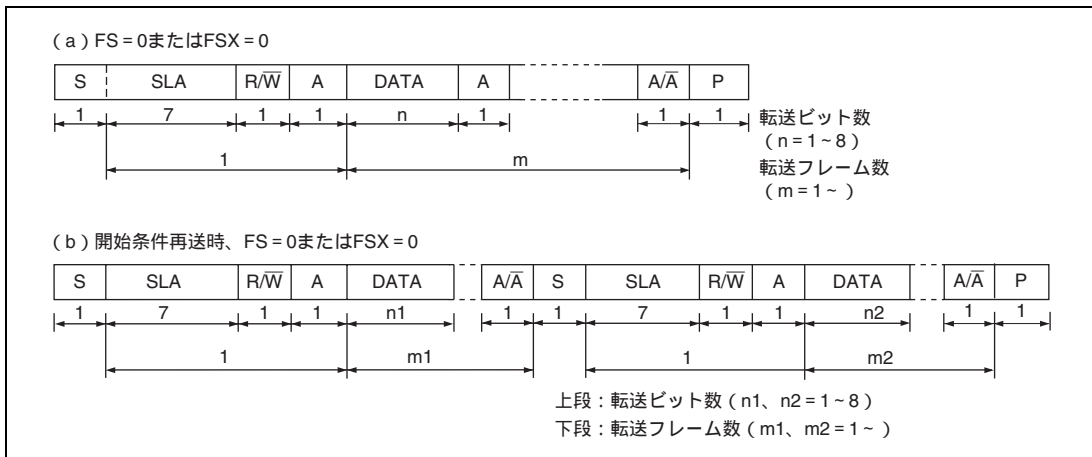 (a) FS=0またはFSX=0
S SLA R/W̅ A DATA A A/A̅ P
1 7 1 1 n 1 1 1 転送ビット数
(n=1~8)
1 m 転送フレーム数
(m=1~ )
(b) 開始条件再送時、FS=0またはFSX=0
S SLA R/W̅ A DATA A/A̅ S SLA R/W̅ A DATA A/A̅ P
1 7 1 1 n1 1 1 7 1 1 n2 1 1
1 m1 1 m2
上段:転送ビット数(n1、n2=1~8)
下段:転送フレーム数(m1、m2=1~ )